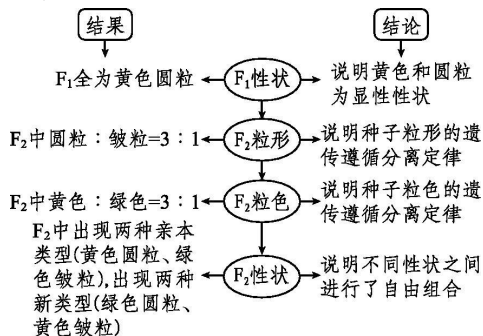 结果
结论
F₁全为黄色圆粒
F₁性状
说明黄色和圆粒
为显性性状
F₂中圆粒：皱粒=3：1
F₂粒形
说明种子粒形的遗
传遵循分离定律
F₂中黄色：绿色=3：1
F₂粒色
说明种子粒色的遗
传遵循分离定律
F₂中出现两种亲本
类型(黄色圆粒、绿
色皱粒),出现两种
新类型(绿色圆粒、
黄色皱粒)
F₂性状
说明不同性状之间
进行了自由组合